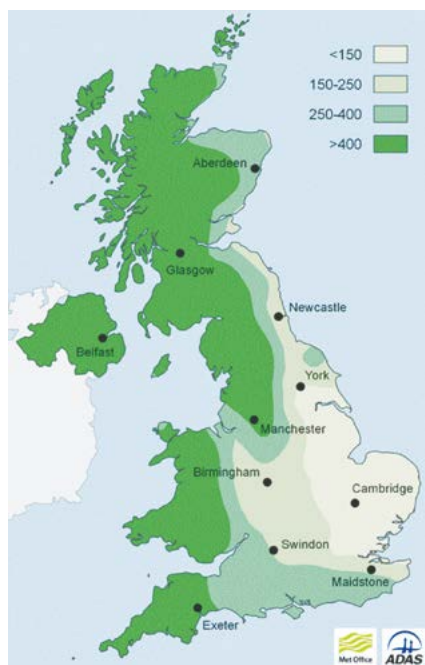 <150
150-250
250-400
>400
Aberdeen
Glasgow
Newcastle
Belfast
York
Manchester
Birmingham
Cambridge
Swindon
Maidstone
Exeter
Met Office
ADAS